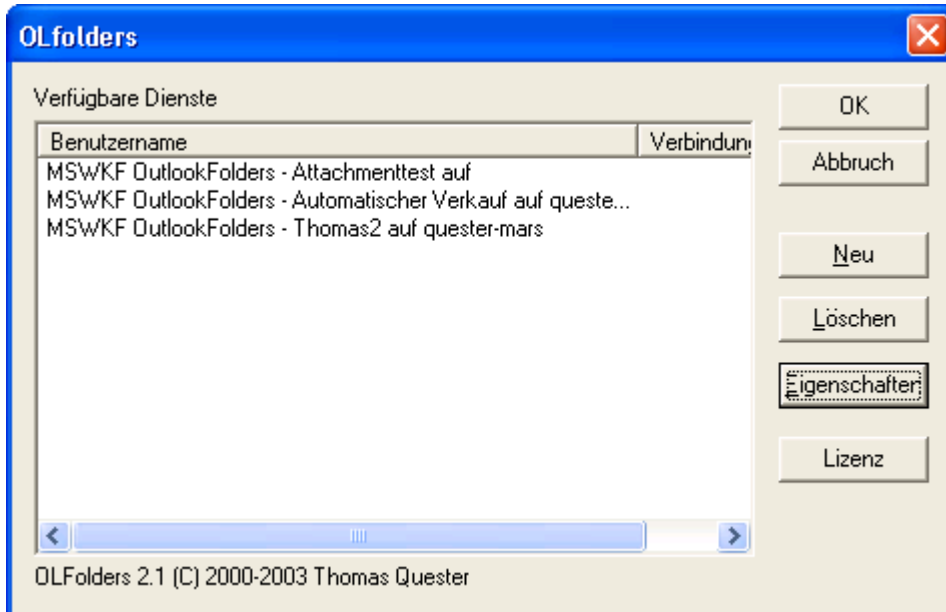 OLfolders
Verfügbare Dienste
Benutzername Verbindun
MSWKF OutlookFolders - Attachmenttest auf
MSWKF OutlookFolders - Automatischer Verkauf auf queste...
MSWKF OutlookFolders - Thomas2 auf quester-mars
OK
Abbruch
Neu
Löschen
Eigenschaften
Lizenz
OLFolders 2.1 (C) 2000-2003 Thomas Quester